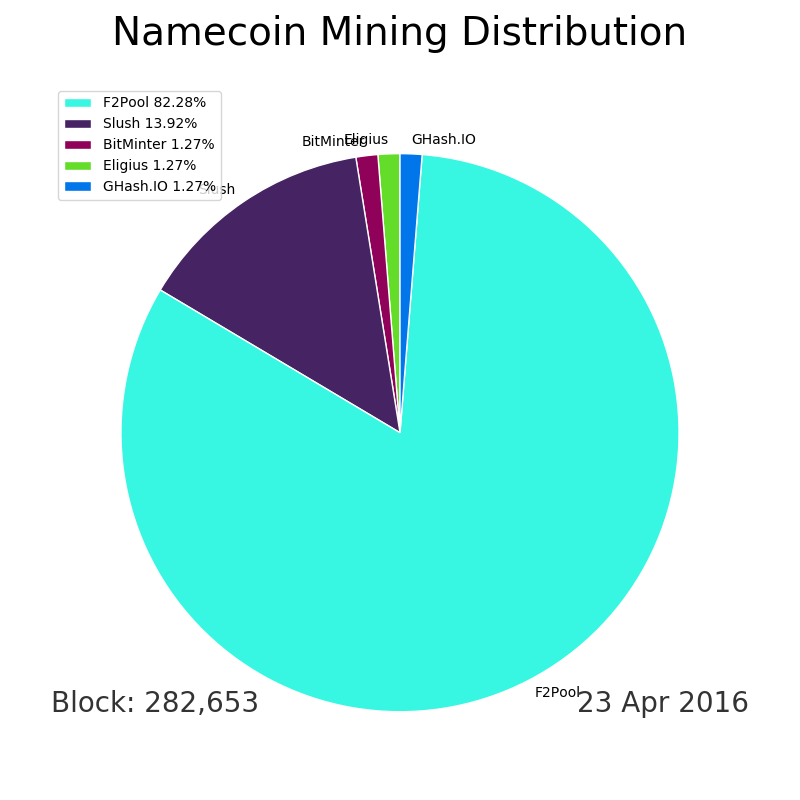 Namecoin Mining Distribution
F2Pool 82.28%
Slush 13.92%
BitMinter 1.27%
Eligius 1.27%
GHash.IO 1.27%
BitMinter
Eligius
GHash.IO
Slush
F2Pool
Block: 282,653
23 Apr 2016